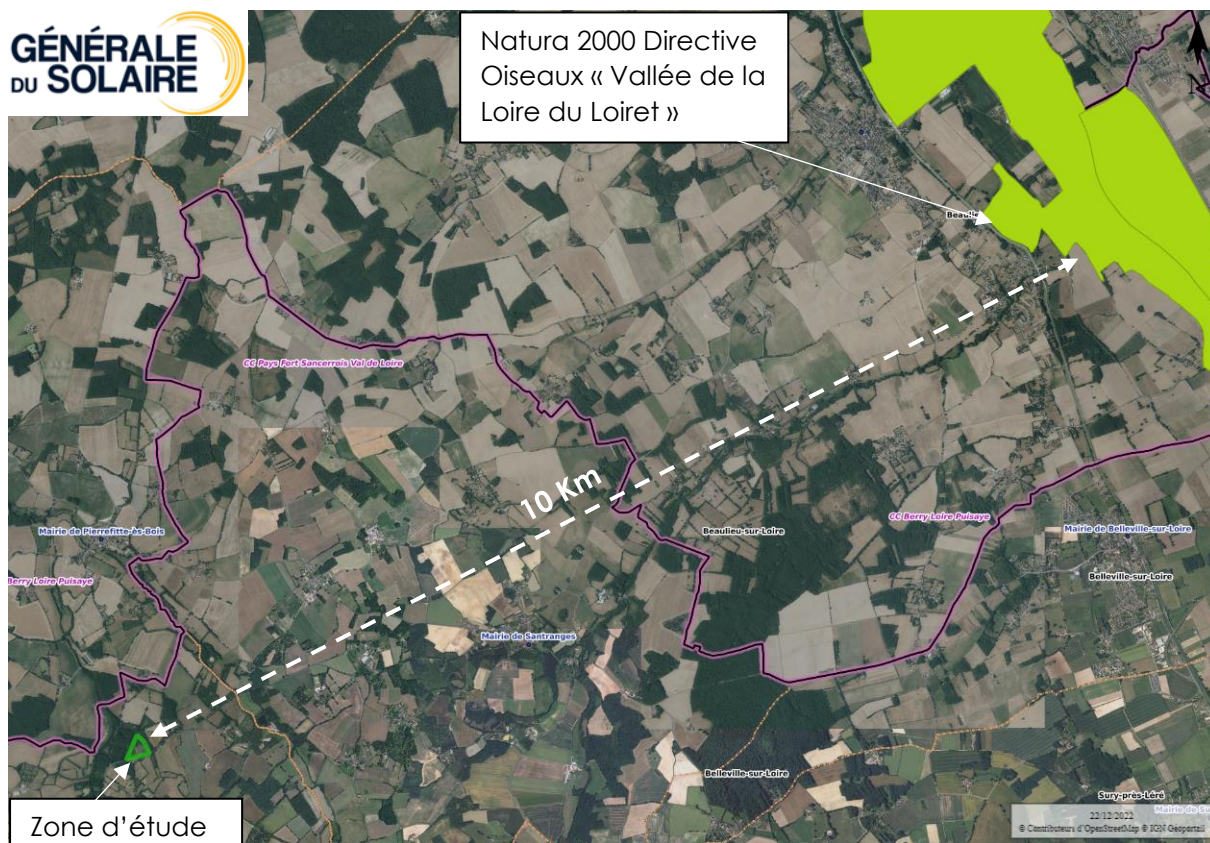 GÉNÉRALE
DU SOLAIRE
Natura 2000 Directive
Oiseaux « Vallée de la
Loire du Loiret »
N
CC Pays Fort Sancerrois Val de Loire
10 Km
Mairie de Pierrefitte-ès-Bois
Beaulieu-sur-Loire
CC Berry Loire Puisaye
Mairie de Belleville-sur-Loire
Berry Loire Puisaye
Belleville-sur-Loire
Mairie de Santranges
Belleville-sur-Loire
Sury-près-Léré
Zone d'étude
22/12/2022
© Contributeurs d'OpenStreetMap © IGN Geoportail